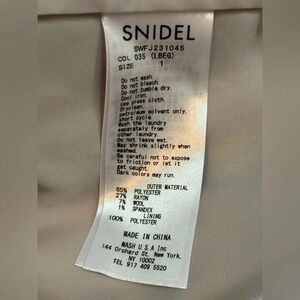 SNIDEL
SWFJ231045
COL 035 (LBEG)
SIZE 1
Do not wash.
Do not bleach.
Do not tumble dry.
Cool iron.
use press cloth.
Dryclean.
petroleum solvent only.
short cycle.
Wash the laundry
separately from
other laundry.
Do not leave wet.
May shrink slightly when
washed.
Be careful not to expose
to friction or let it
get caught.
Dark colors may run.
OUTER MATERIAL
65% POLYESTER
27% RAYON
7% WOOL
1% SPANDEX
LINING
100% POLYESTER
MADE IN CHINA
MASH U.S.A Inc
144 Orchard St. New York,
NY 10002
TEL 917 409 5520